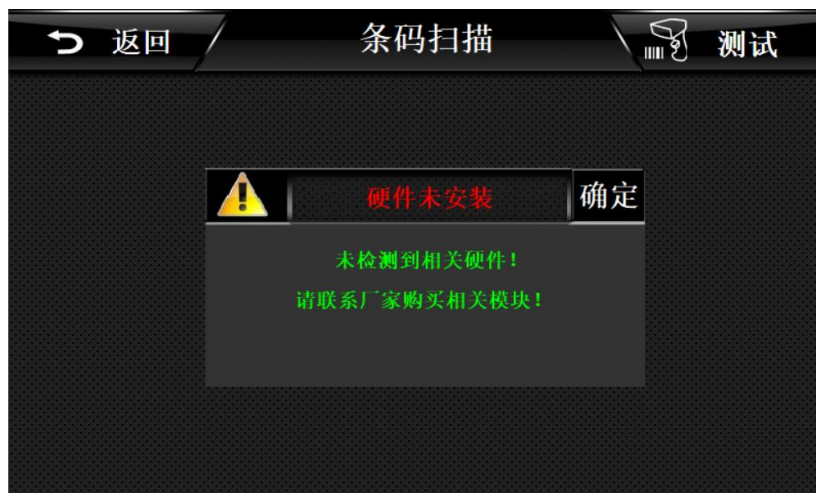 返回
条码扫描
测试
硬件未安装
确定
未检测到相关硬件！
请联系厂家购买相关模块！